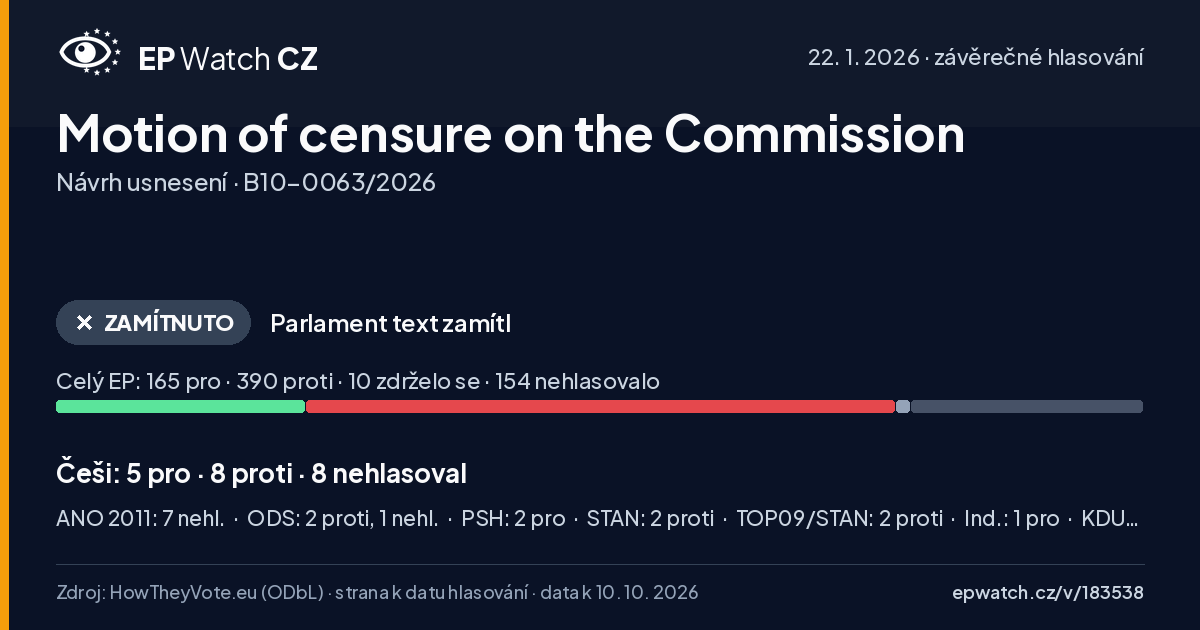 EP Watch CZ
22. 1. 2026 · závěrečné hlasování
Motion of censure on the Commission
Návrh usnesení · B10–0063/2026
✕ ZAMÍTNUTO
Parlament text zamítl
Celý EP: 165 pro · 390 proti · 10 zdrželo se · 154 nehlasovalo
Češi: 5 pro · 8 proti · 8 nehlasoval
ANO 2011: 7 nehl. · ODS: 2 proti, 1 nehl. · PSH: 2 pro · STAN: 2 proti · TOP09/STAN: 2 proti · Ind.: 1 pro · KDU…
Zdroj: HowTheyVote.eu (ODbL) · strana k datu hlasování · data k 10. 10. 2026
epwatch.cz/v/183538